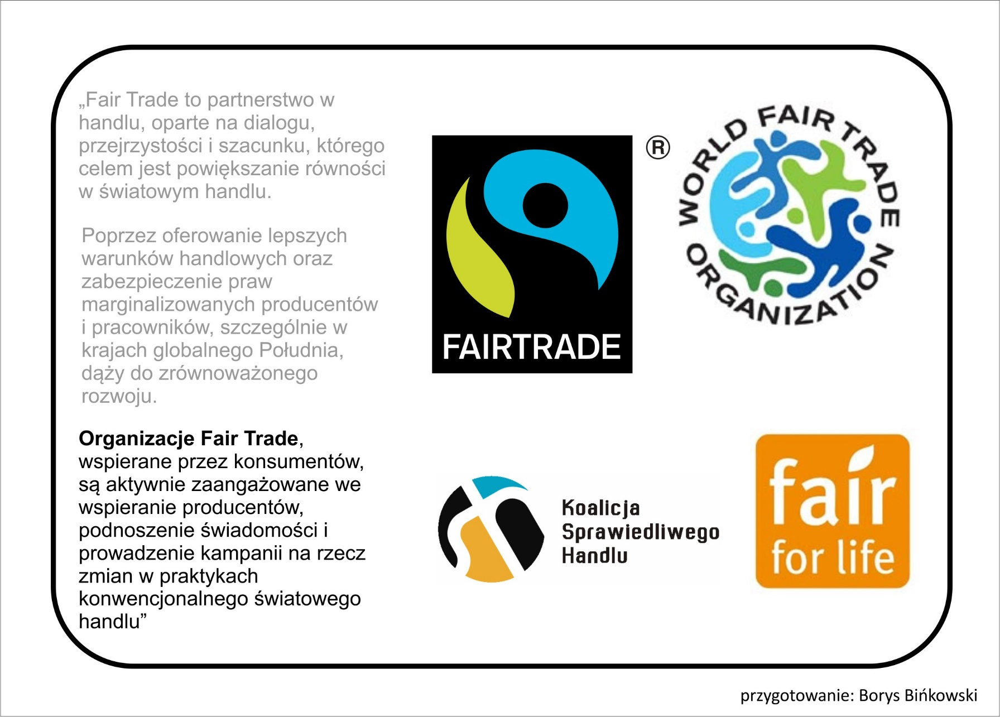 „Fair Trade to partnerstwo w
handlu, oparte na dialogu,
przejrzystości i szacunku, którego
celem jest powiększanie równości
w światowym handlu.
Poprzez oferowanie lepszych
warunków handlowych oraz
zabezpieczenie praw
marginalizowanych producentów
i pracowników, szczególnie w
krajach globalnego Południa,
dąży do zrównoważonego
rozwoju.
Organizacje Fair Trade,
wspierane przez konsumentów,
są aktywnie zaangażowane we
wspieranie producentów,
podnoszenie świadomości i
prowadzenie kampanii na rzecz
zmian w praktykach
konwencjonalnego światowego
handlu”
FAIRTRADE
®
WORLD FAIR TRADE
ORGANIZATION
Koalicja
Sprawiedliwego
Handlu
fair
for life
przygotowanie: Borys Bińkowski